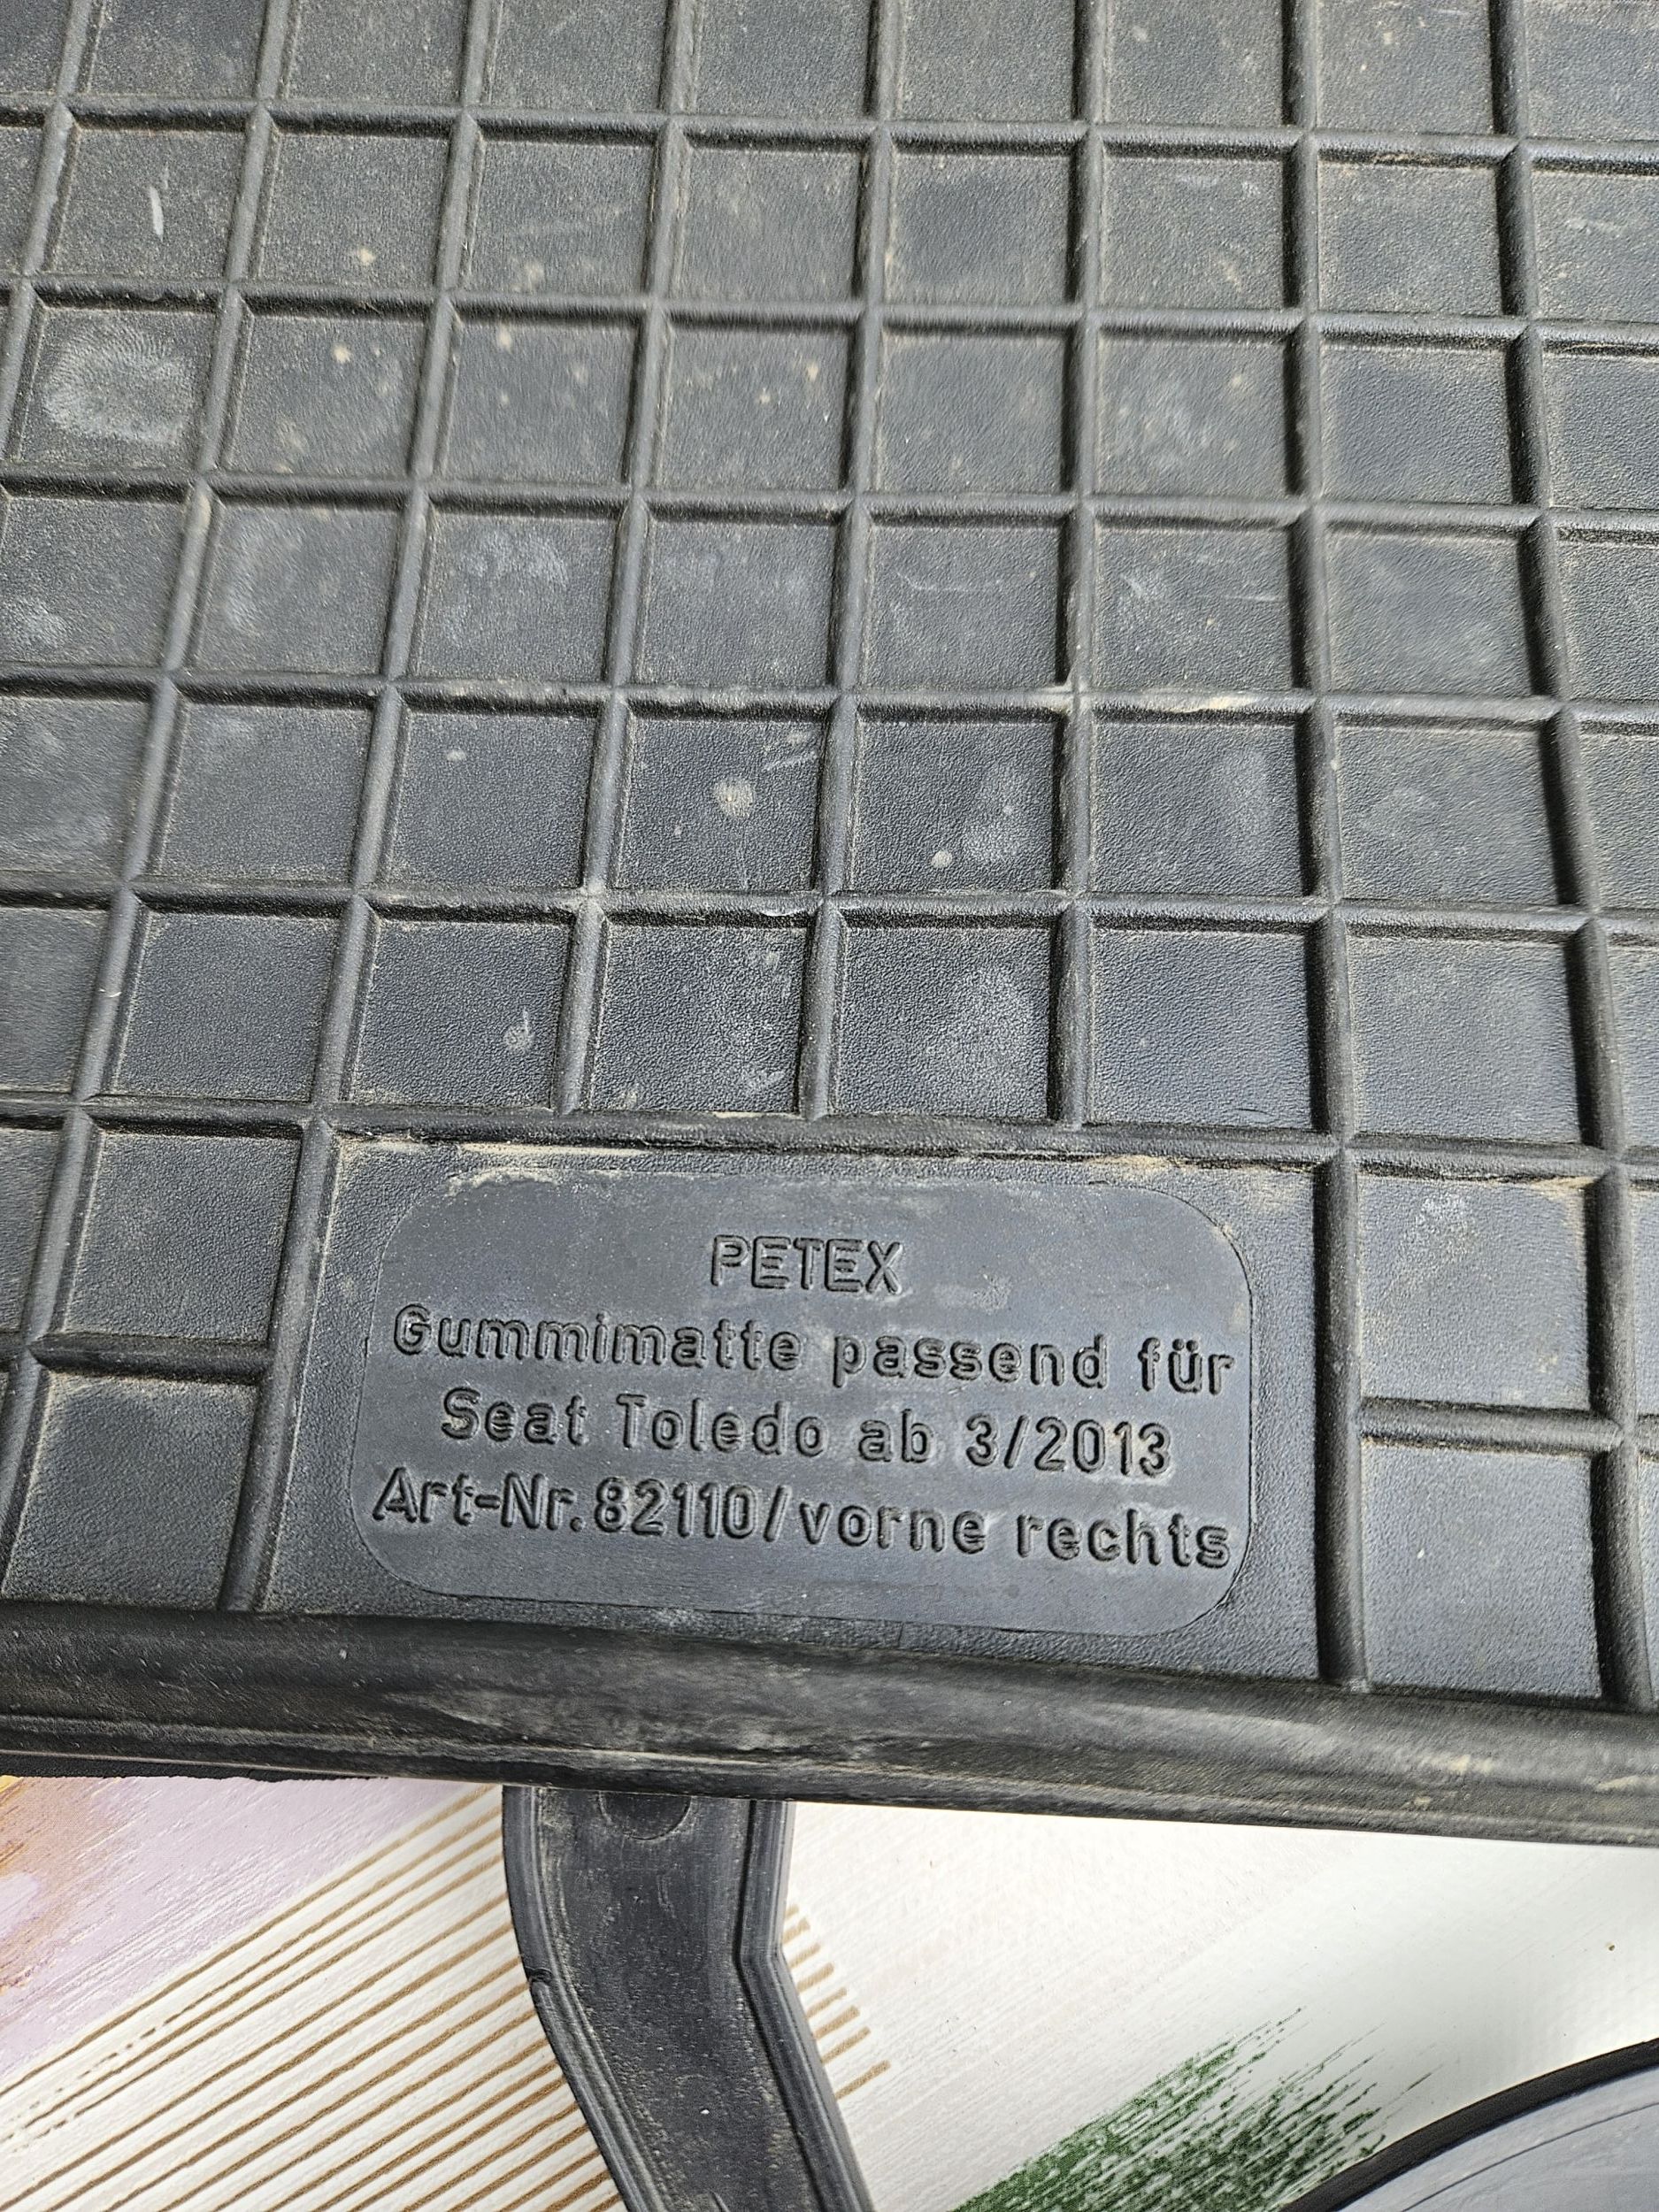 PETEX
Gummimatte passend für
Seat Toledo ab 3/2013
Art-Nr. 82110/vorne rechts